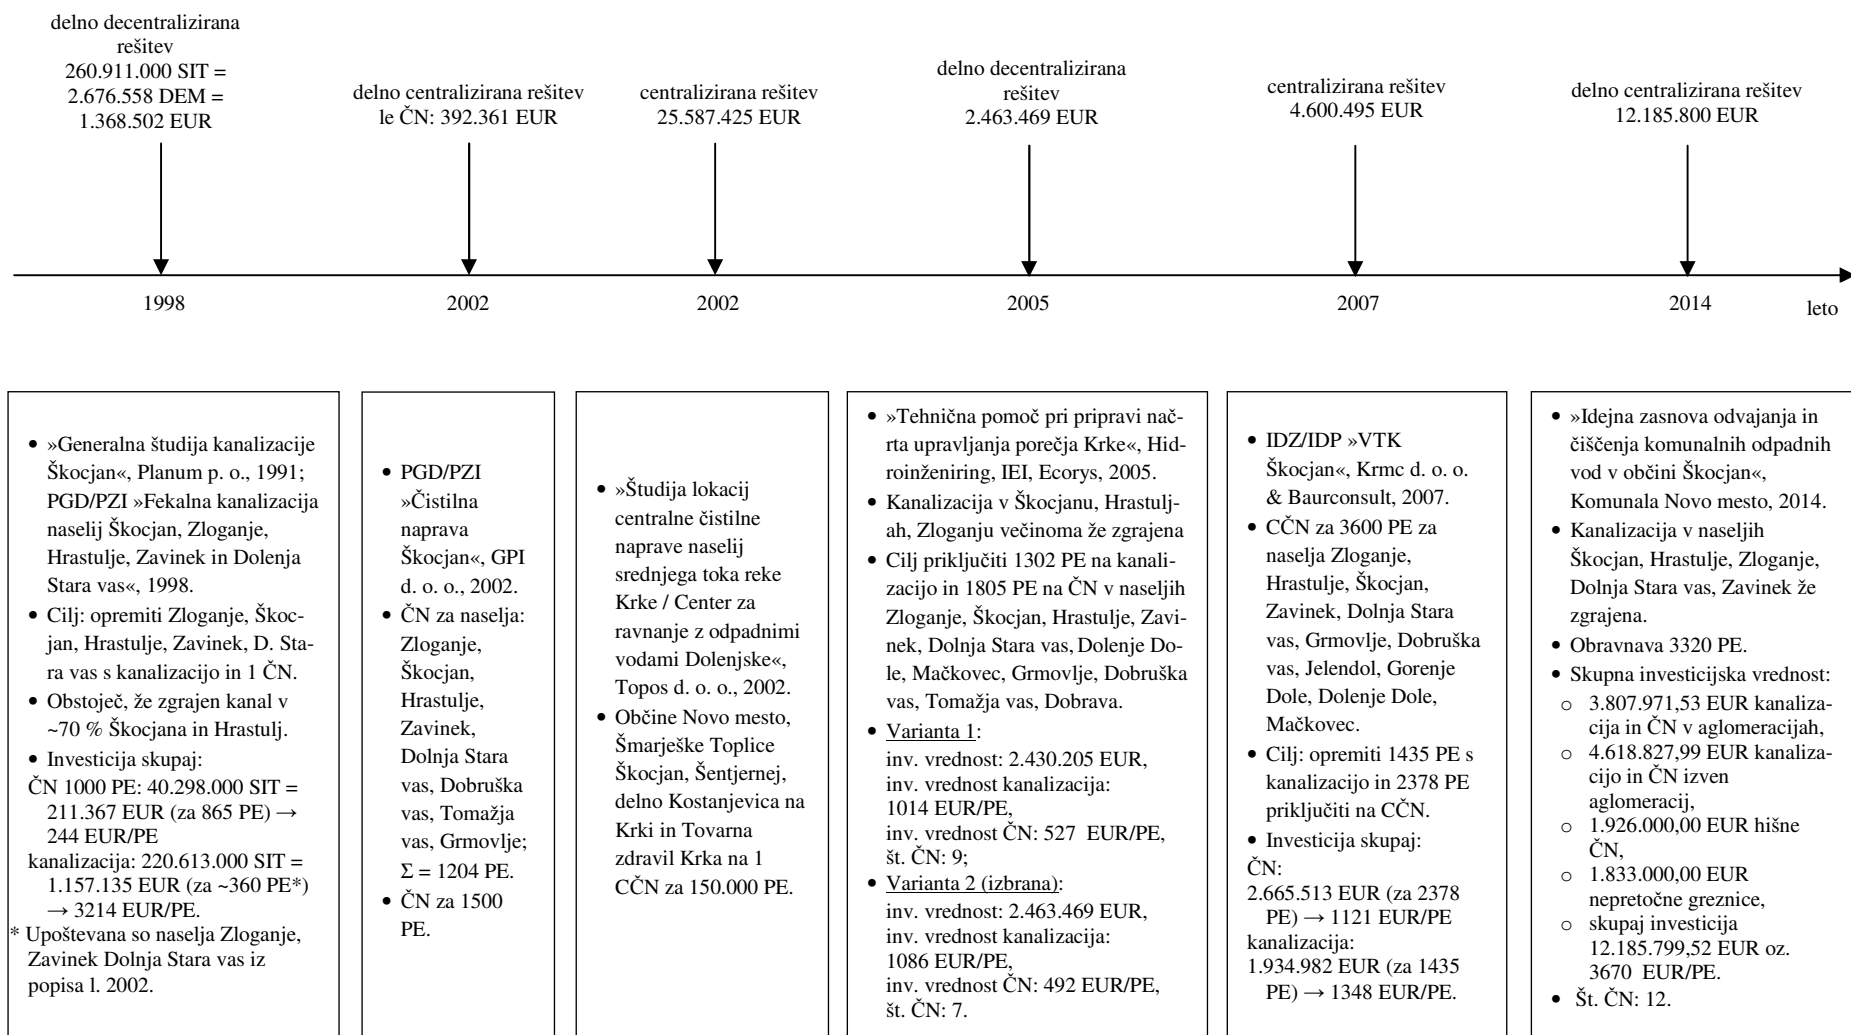 delno decentralizirana
rešitev
260.911.000 SIT =
2.676.558 DEM =
1.368.502 EUR
delno centralizirana rešitev
le ČN: 392.361 EUR
centralizirana rešitev
25.587.425 EUR
delno decentralizirana
rešitev
2.463.469 EUR
centralizirana rešitev
4.600.495 EUR
delno centralizirana rešitev
12.185.800 EUR
1998
2002
2002
2005
2007
2014
leto
• »Generalna študija kanalizacije
Škocjan«, Planum p. o., 1991;
PGD/PZI »Fekalna kanalizacija
naselij Škocjan, Zloganje,
Hrastulje, Zavinek in Dolenja
Stara vas«, 1998.
• Cilj: opremiti Zloganje, Škoc-
jan, Hrastulje, Zavinek, D. Sta-
ra vas s kanalizacijo in 1 ČN.
• Obstoječ, že zgrajen kanal v
~70 % Škocjana in Hrastulj.
• Investicija skupaj:
ČN 1000 PE: 40.298.000 SIT =
211.367 EUR (za 865 PE) →
244 EUR/PE
kanalizacija: 220.613.000 SIT =
1.157.135 EUR (za ~360 PE*)
→ 3214 EUR/PE.
* Upoštevana so naselja Zloganje,
Zavinek Dolnja Stara vas iz
popisa l. 2002.
• PGD/PZI
»Čistilna
naprava
Škocjan«, GPI
d. o. o., 2002.
• ČN za naselja:
Zloganje,
Škocjan,
Hrastulje,
Zavinek,
Dolnja Stara
vas, Dobruška
vas, Tomažja
vas, Grmovlje;
Σ = 1204 PE.
• ČN za 1500
PE.
• »Študija lokacij
centralne čistilne
naprave naselij
srednjega toka reke
Krke / Center za
ravnanje z odpadnimi
vodami Dolenjske«,
Topos d. o. o., 2002.
• Občine Novo mesto,
Šmarješke Toplice
Škocjan, Šentjernej,
delno Kostanjevica na
Krki in Tovarna
zdravil Krka na 1
CČN za 150.000 PE.
• »Tehnična pomoč pri pripravi nač-
rta upravljanja porečja Krke«, Hid-
roinženiring, IEI, Ecorys, 2005.
• Kanalizacija v Škocjanu, Hrastulj-
ah, Zloganju večinoma že zgrajena
• Cilj priključiti 1302 PE na kanali-
zacijo in 1805 PE na ČN v naseljih
Zloganje, Škocjan, Hrastulje, Zavi-
nek, Dolnja Stara vas, Dolenje Do-
le, Mačkovec, Grmovlje, Dobruška
vas, Tomažja vas, Dobrava.
• Varianta 1:
inv. vrednost: 2.430.205 EUR,
inv. vrednost kanalizacija:
1014 EUR/PE,
inv. vrednost ČN: 527 EUR/PE,
št. ČN: 9;
• Varianta 2 (izbrana):
inv. vrednost: 2.463.469 EUR,
inv. vrednost kanalizacija:
1086 EUR/PE,
inv. vrednost ČN: 492 EUR/PE,
št. ČN: 7.
• IDZ/IDP »VTK
Škocjan«, Krmc d. o. o.
& Baurconsult, 2007.
• CČN za 3600 PE za
naselja Zloganje,
Hrastulje, Škocjan,
Zavinek, Dolnja Stara
vas, Grmovlje, Dobruška
vas, Jelendol, Gorenje
Dole, Dolenje Dole,
Mačkovec.
• Cilj: opremiti 1435 PE s
kanalizacijo in 2378 PE
priključiti na CČN.
• Investicija skupaj:
ČN:
2.665.513 EUR (za 2378
PE) → 1121 EUR/PE
kanalizacija:
1.934.982 EUR (za 1435
PE) → 1348 EUR/PE.
• »Idejna zasnova odvajanja in
čiščenja komunalnih odpadnih
vod v občini Škocjan«,
Komunala Novo mesto, 2014.
• Kanalizacija v naseljih
Škocjan, Hrastulje, Zloganje,
Dolnja Stara vas, Zavinek že
zgrajena.
• Obravnava 3320 PE.
• Skupna investicijska vrednost:
○ 3.807.971,53 EUR kanaliza-
cija in ČN v aglomeracijah,
○ 4.618.827,99 EUR kanaliza-
cijo in ČN izven
aglomeracij,
○ 1.926.000,00 EUR hišne
ČN,
○ 1.833.000,00 EUR
nepretočne greznice,
○ skupaj investicija
12.185.799,52 EUR oz.
3670 EUR/PE.
• Št. ČN: 12.